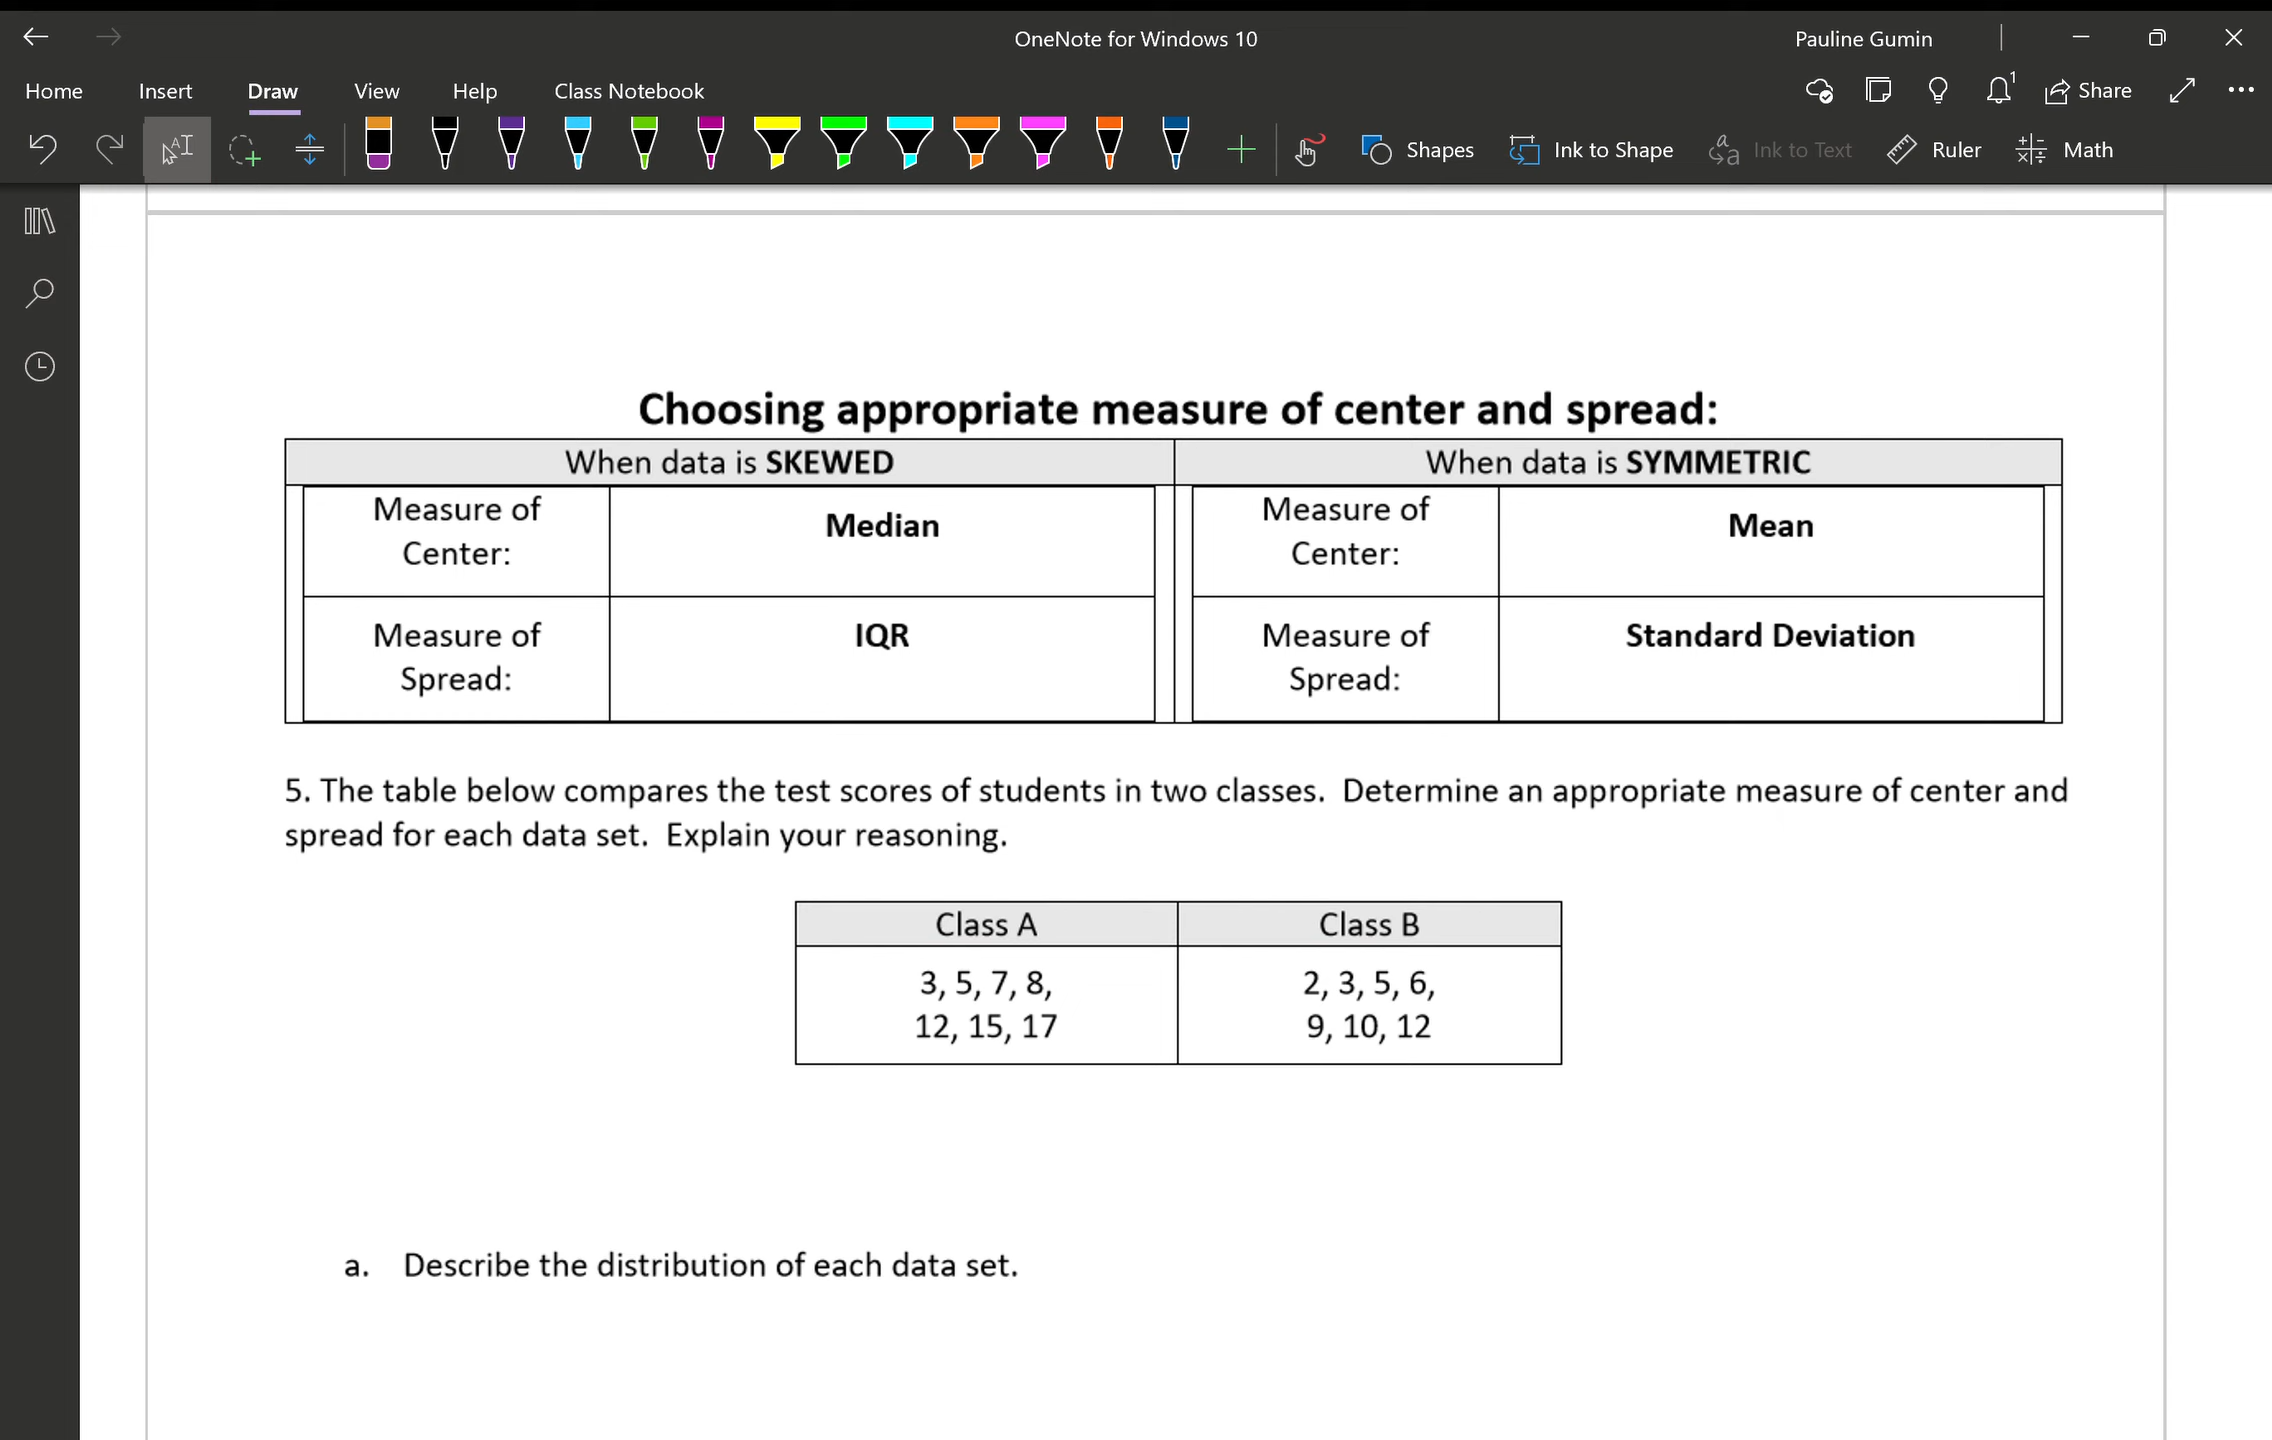 OneNote for Windows 10
Pauline Gumin
Home Insert Draw View Help Class Notebook
1 Share
Shapes Ink to Shape Ink to Text Ruler Math
Choosing appropriate measure of center and spread:
When data is SKEWED
When data is SYMMETRIC
Measure of
Center:
Median
Measure of
Center:
Mean
Measure of
Spread:
IQR
Measure of
Spread:
Standard Deviation
5. The table below compares the test scores of students in two classes. Determine an appropriate measure of center and
spread for each data set. Explain your reasoning.
Class A
Class B
3, 5, 7, 8,
12, 15, 17
2, 3, 5, 6,
9, 10, 12
a. Describe the distribution of each data set.